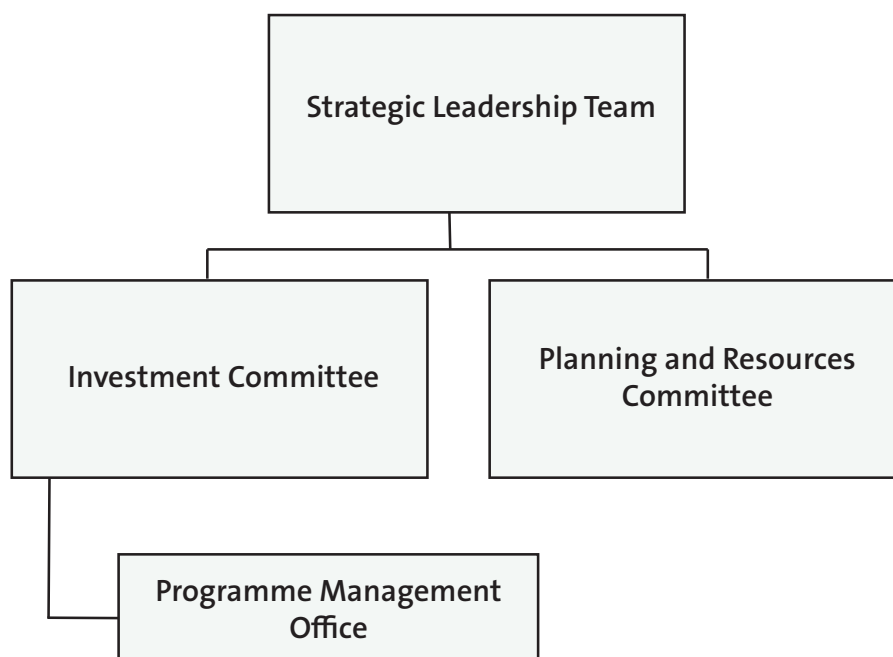 Strategic Leadership Team
Investment Committee
Planning and Resources
Committee
Programme Management
Office